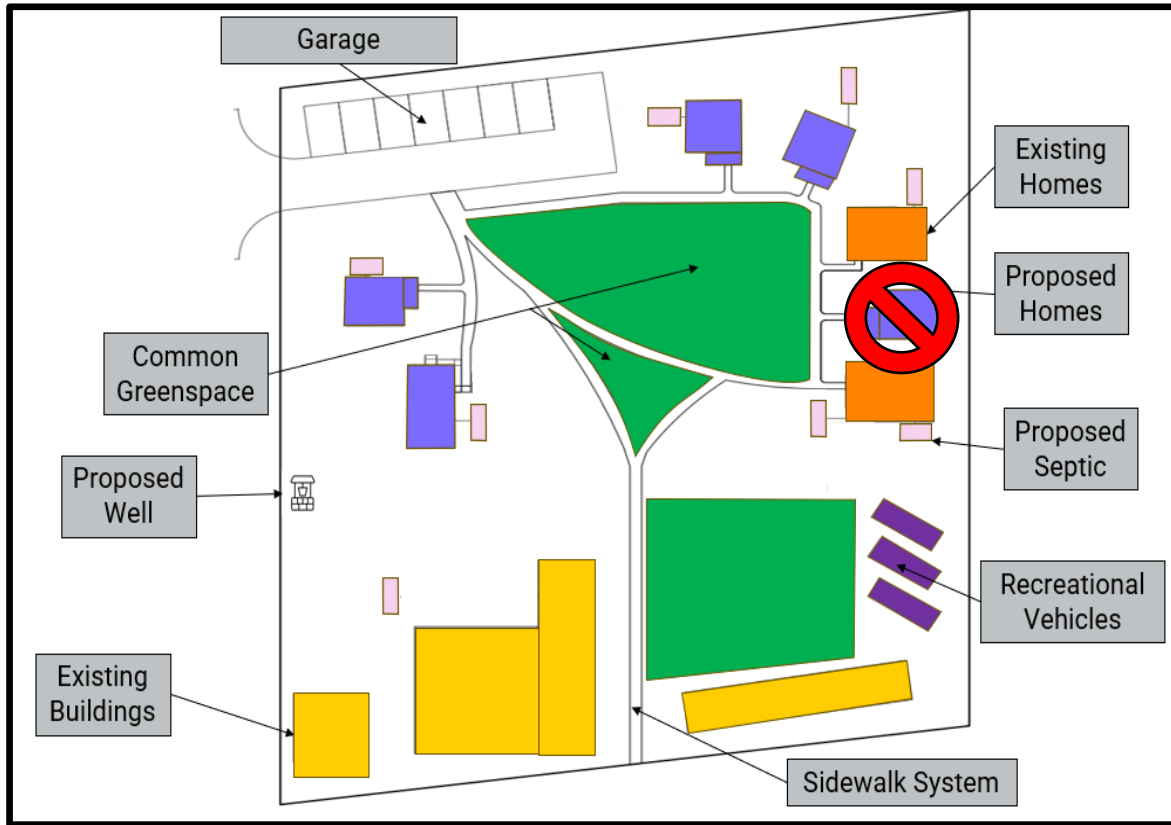 Garage
Existing
Homes
Proposed
Homes
Common
Greenspace
Proposed
Septic
Proposed
Well
Recreational
Vehicles
Existing
Buildings
Sidewalk System